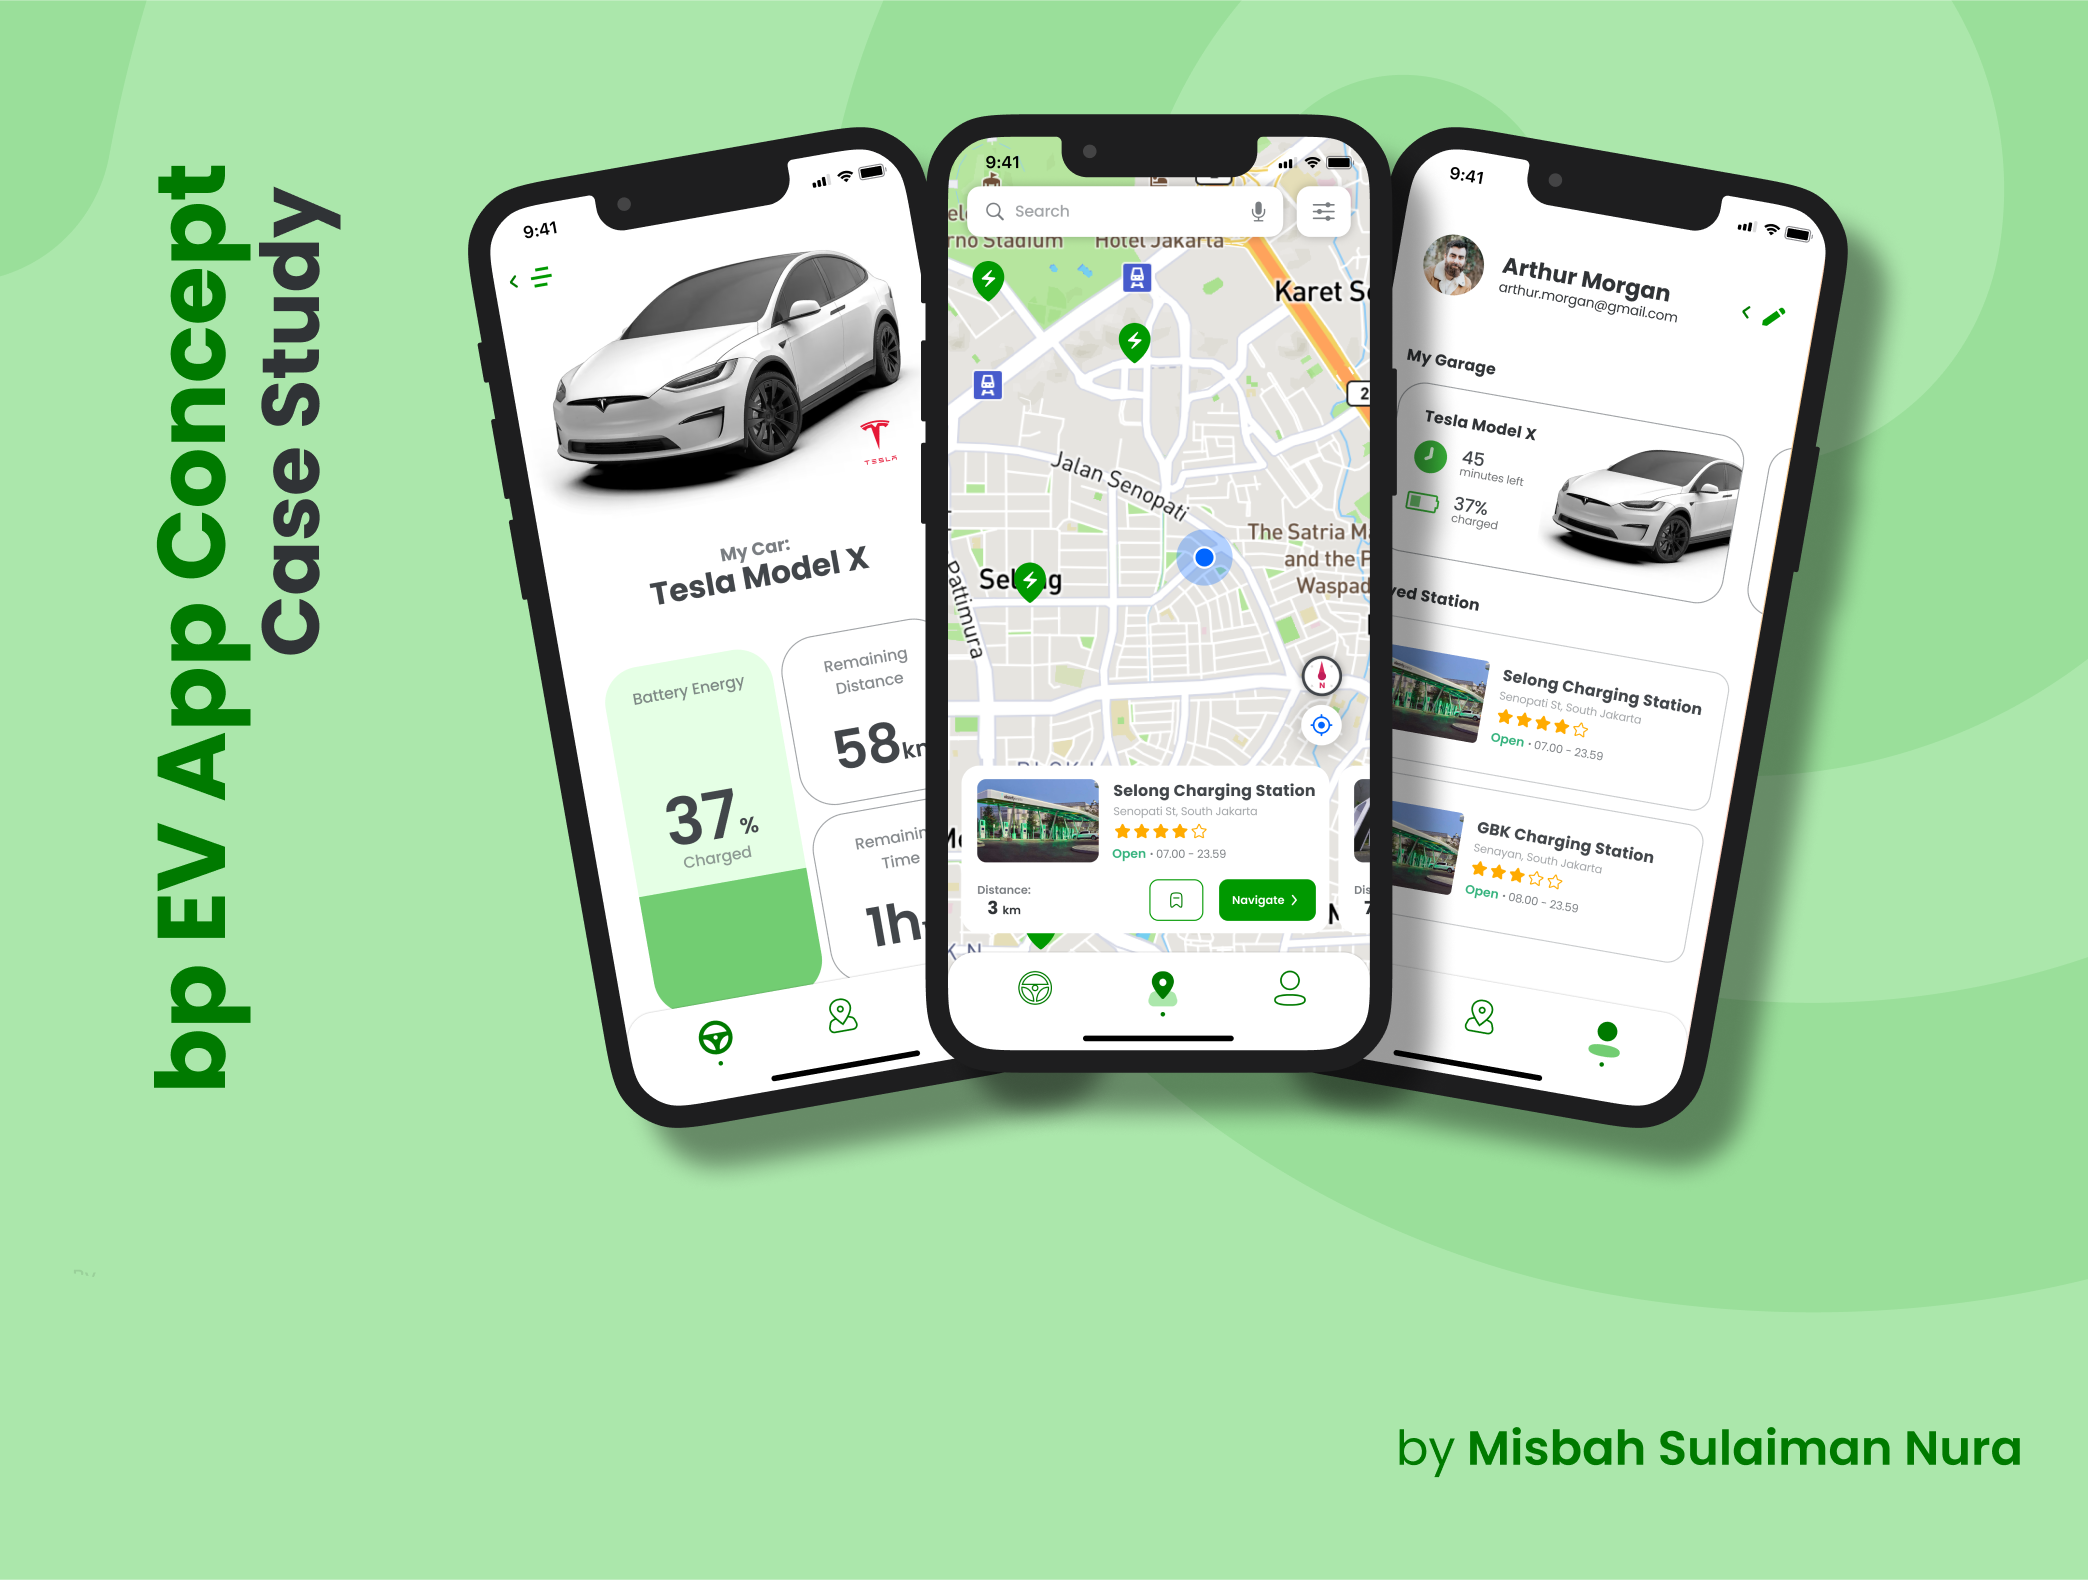 bp EV App Concept
Case Study
9:41
TESLA
My Car:
Tesla Model X
Battery Energy
37%
Charged
Remaining
Distance
58km
Time
1h
9:41
Search
Stadium
Hotel Jakarta
Karet
Jalan Senopati
The Satria
and the
Waspad
Selong
Pattimura
N
Selong Charging Station
Senopati St, South Jakarta
Open • 07.00 - 23.59
Distance:
3 km
Navigate
9:41
Arthur Morgan
arthur.morgan@gmail.com
My Garage
Tesla Model X
45
minutes left
37%
charged
Station
Selong Charging Station
Senopati St, South Jakarta
Open • 07.00 - 23.59
GBK Charging Station
Senayan, South Jakarta
Open • 08.00 - 23.59
by Misbah Sulaiman Nura